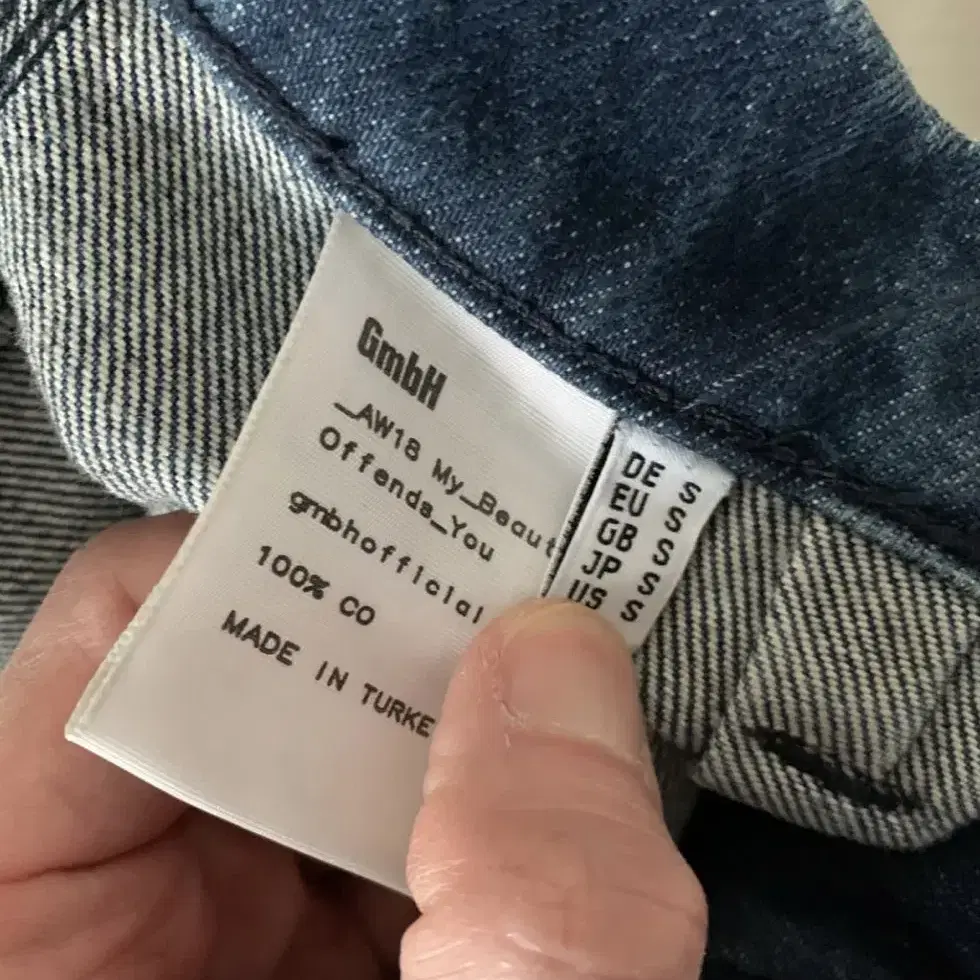 GmbH
_AW18 My_Beaut
Offends_You
gmbhofficial
100% CO
MADE IN TURKE
DE S
EU S
GB S
JP S
US S